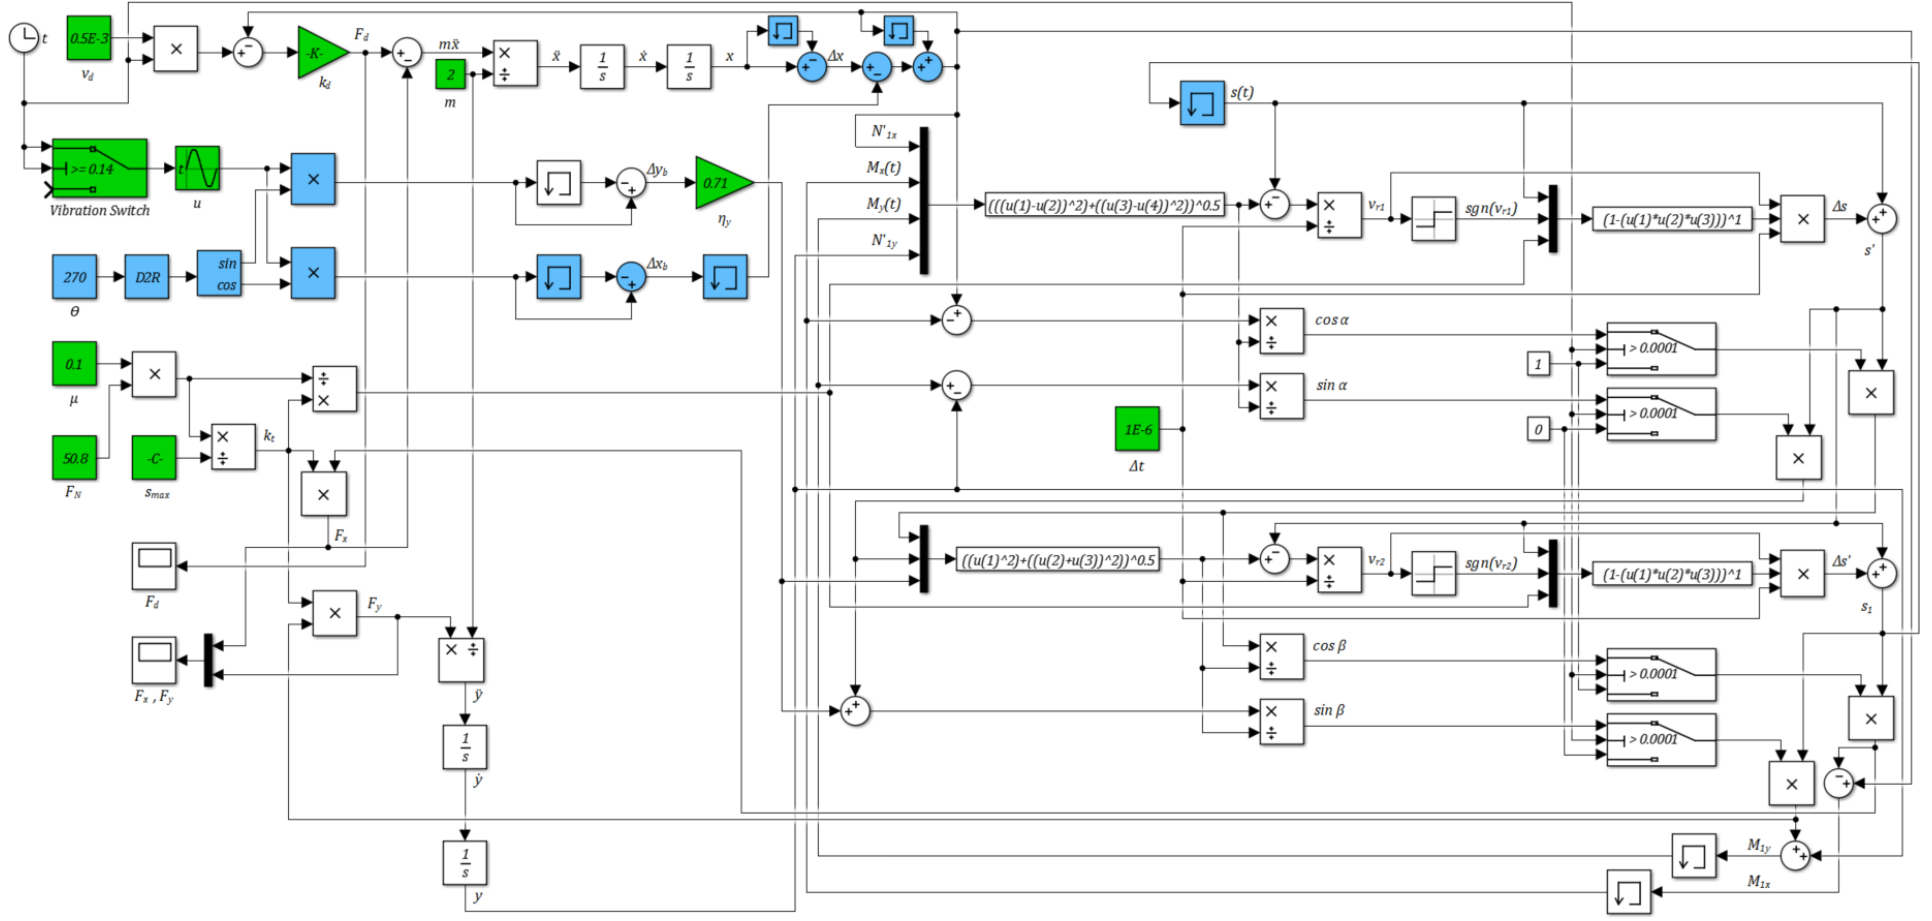 t
0.5E-3
v_d
×
+
−
-K-
k_d
F_d
+
−
mẍ
2
m
×
÷
ẍ
1
s
ẋ
1
s
x
−
+
Δx
+
−
+
+
>= 0.14
Vibration Switch
t
u
×
−
+
Δy_b
0.71
η_y
270
θ
D2R
sin
cos
×
−
+
Δx_b
N'_1x
M_x(t)
M_y(t)
N'_1y
(((u(1)-u(2))^2)+((u(3)-u(4))^2))^0.5
s(t)
+
−
×
÷
v_r1
sgn(v_r1)
(1-(u(1)*u(2)*u(3)))^1
×
Δs
+
+
s'
0.1
μ
×
÷
×
50.8
F_N
-C-
s_max
×
÷
k_t
×
F_x
−
+
×
÷
cos α
+
−
×
÷
sin α
1
> 0.0001
0
> 0.0001
×
×
1E-6
Δt
F_d
×
F_y
F_x , F_y
×
÷
ÿ
1
s
ẏ
1
s
y
((u(1)^2)+((u(2)+u(3))^2))^0.5
+
−
×
÷
v_r2
sgn(v_r2)
(1-(u(1)*u(2)*u(3)))^1
×
Δs'
+
+
s_1
×
÷
cos β
+
+
×
÷
sin β
> 0.0001
> 0.0001
×
×
−
+
+
+
M_1y
M_1x